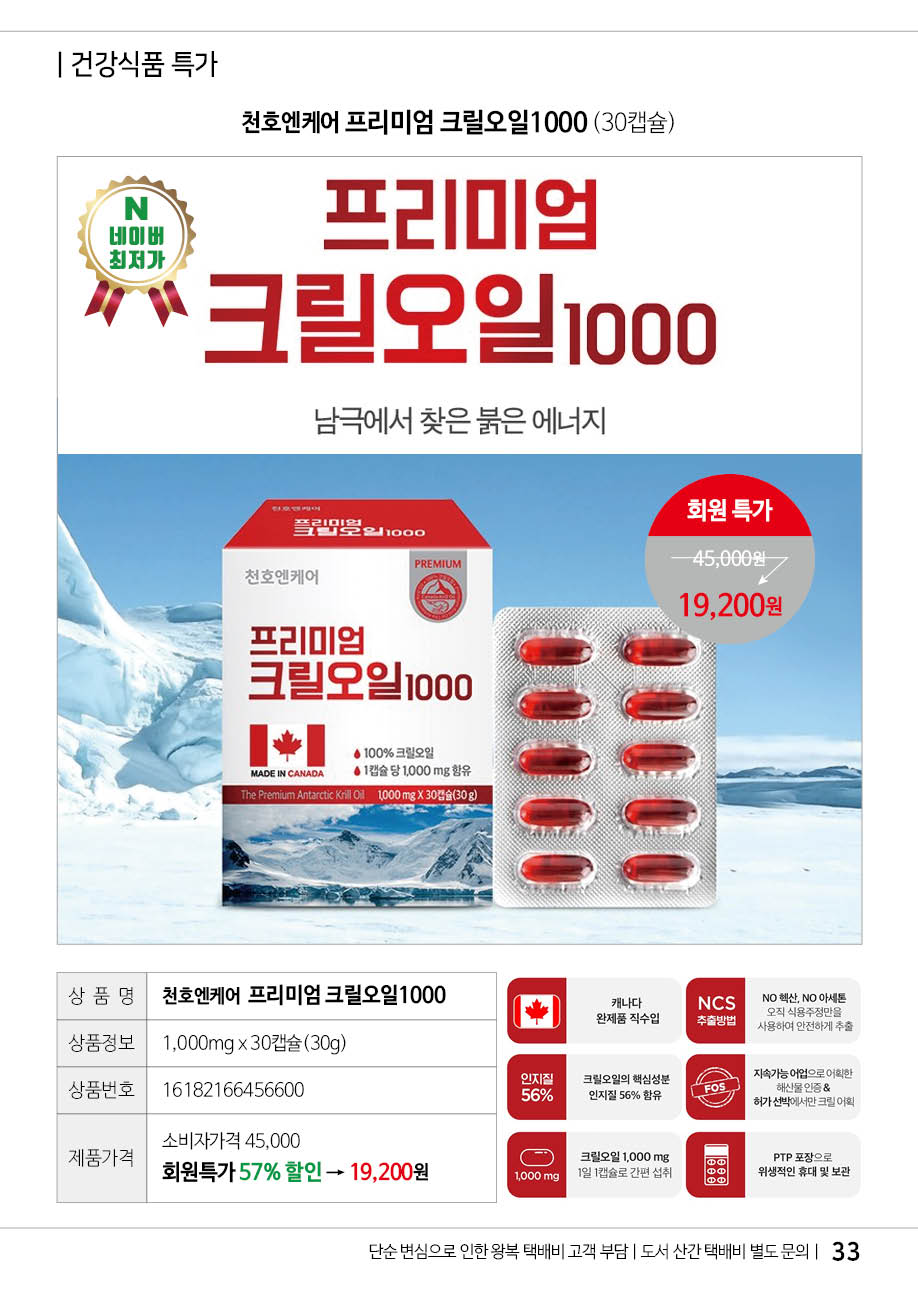 | 건강식품 특가
천호엔케어 프리미엄 크릴오일1000 (30캡슐)
N
네이버
최저가
프리미엄
크릴오일1000
남극에서 찾은 붉은 에너지
회원 특가
45,000원
19,200원
천호엔케어
프리미엄
크릴오일1000
천호엔케어
PREMIUM
Canada Krill Oil
프리미엄
크릴오일1000
MADE IN CANADA
100% 크릴오일
1캡슐 당 1,000 mg 함유
The Premium Antarctic Krill Oil 1,000 mg X 30캡슐(30 g)
상 품 명 천호엔케어 프리미엄 크릴오일1000
상품정보 1,000mg x 30캡슐(30g)
상품번호 16182166456600
제품가격 소비자가격 45,000
회원특가 57% 할인 → 19,200원
캐나다
완제품 직수입
NCS
추출방법
NO 헥산, NO 아세톤
오직 식용주정만을
사용하여 안전하게 추출
인지질
56%
크릴오일의 핵심성분
인지질 56% 함유
FOS
지속가능 어업으로 어획한
해산물 인증 &
허가 선박에서만 크릴 어획
1,000 mg
크릴오일 1,000 mg
1일 1캡슐로 간편 섭취
PTP 포장으로
위생적인 휴대 및 보관
단순 변심으로 인한 왕복 택배비 고객 부담 | 도서 산간 택배비 별도 문의 | 33